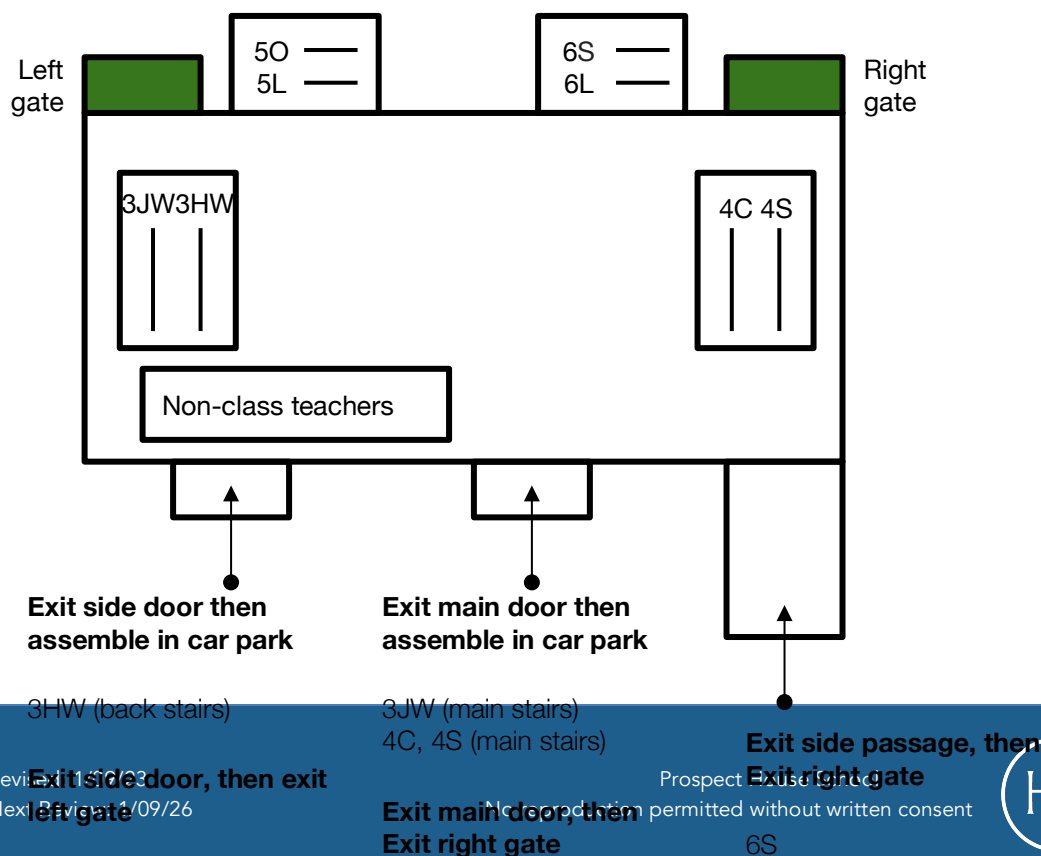 Left
gate
5O
5L
6S
6L
Right
gate
3JW3HW
4C 4S
Non-class teachers
Exit side door then
assemble in car park
3HW (back stairs)
Exit side door, then exit
left gate
Exit main door then
assemble in car park
3JW (main stairs)
4C, 4S (main stairs)
Exit main door, then
Exit right gate
Exit side passage, then
Exit right gate
6S
Prospect House School
No reproduction permitted without written consent
1/09/26
H